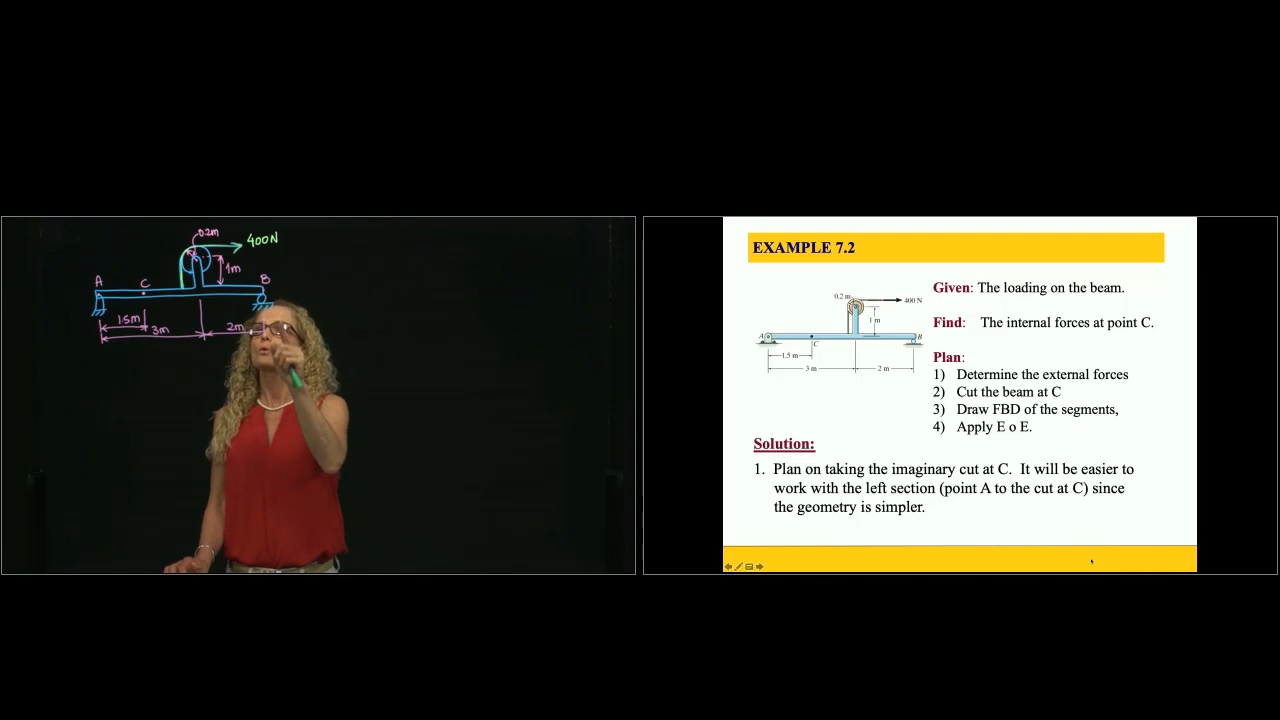 0.2m
400N
1m
A
C
B
1.5m
3m
2m
EXAMPLE 7.2
Given: The loading on the beam.
Find: The internal forces at point C.
Plan:
1) Determine the external forces
2) Cut the beam at C
3) Draw FBD of the segments,
4) Apply E o E.
0.2 m
400 N
1 m
A
B
C
1.5 m
3 m
2 m
Solution:
1. Plan on taking the imaginary cut at C. It will be easier to
work with the left section (point A to the cut at C) since
the geometry is simpler.